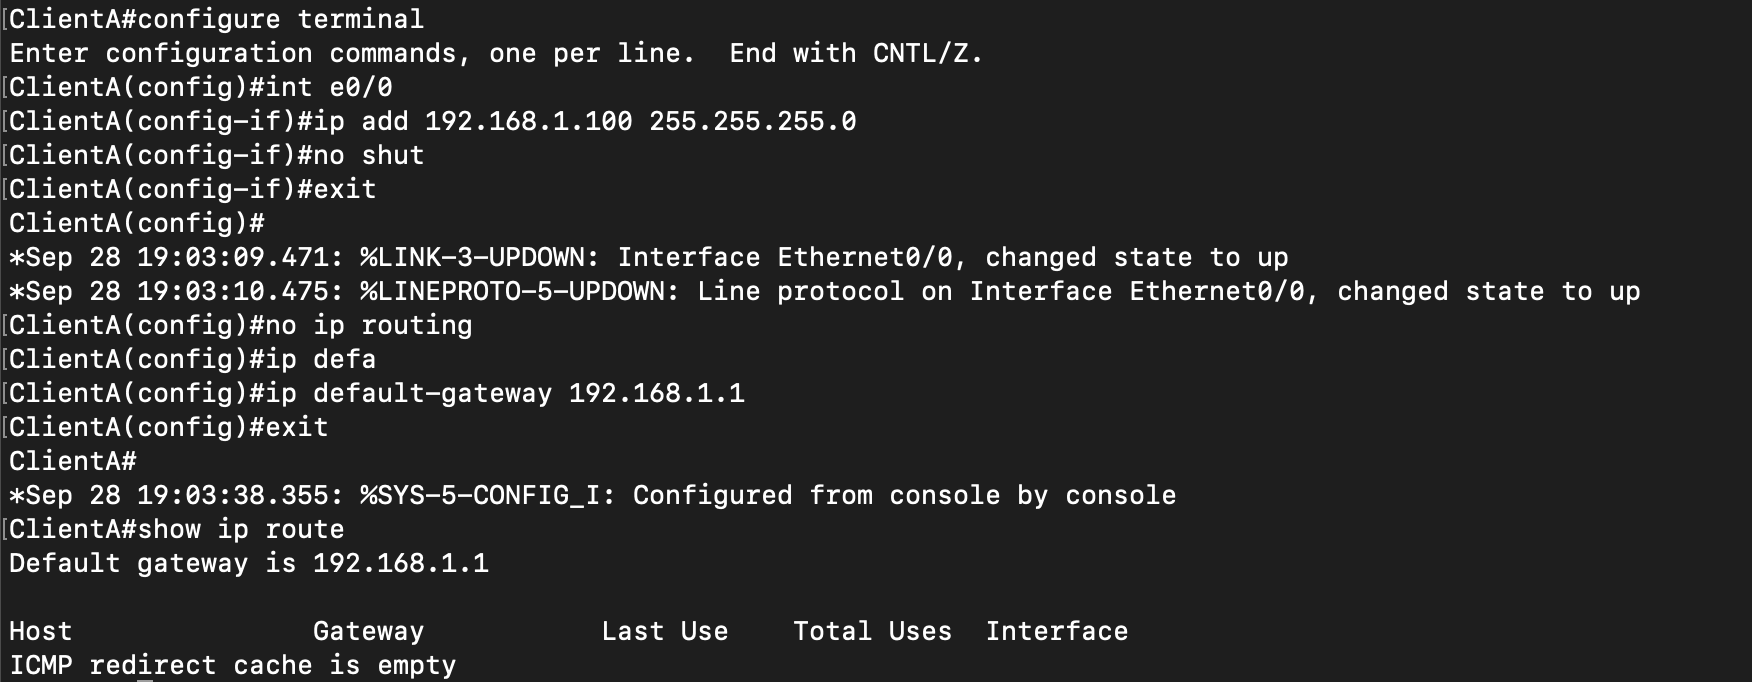 [ClientA#configure terminal
Enter configuration commands, one per line.  End with CNTL/Z.
[ClientA(config)#int e0/0
[ClientA(config-if)#ip add 192.168.1.100 255.255.255.0
[ClientA(config-if)#no shut
[ClientA(config-if)#exit
ClientA(config)#
*Sep 28 19:03:09.471: %LINK-3-UPDOWN: Interface Ethernet0/0, changed state to up
*Sep 28 19:03:10.475: %LINEPROTO-5-UPDOWN: Line protocol on Interface Ethernet0/0, changed state to up
[ClientA(config)#no ip routing
[ClientA(config)#ip defa
[ClientA(config)#ip default-gateway 192.168.1.1
[ClientA(config)#exit
ClientA#
*Sep 28 19:03:38.355: %SYS-5-CONFIG_I: Configured from console by console
[ClientA#show ip route
Default gateway is 192.168.1.1
Host               Gateway           Last Use    Total Uses  Interface
ICMP redirect cache is empty